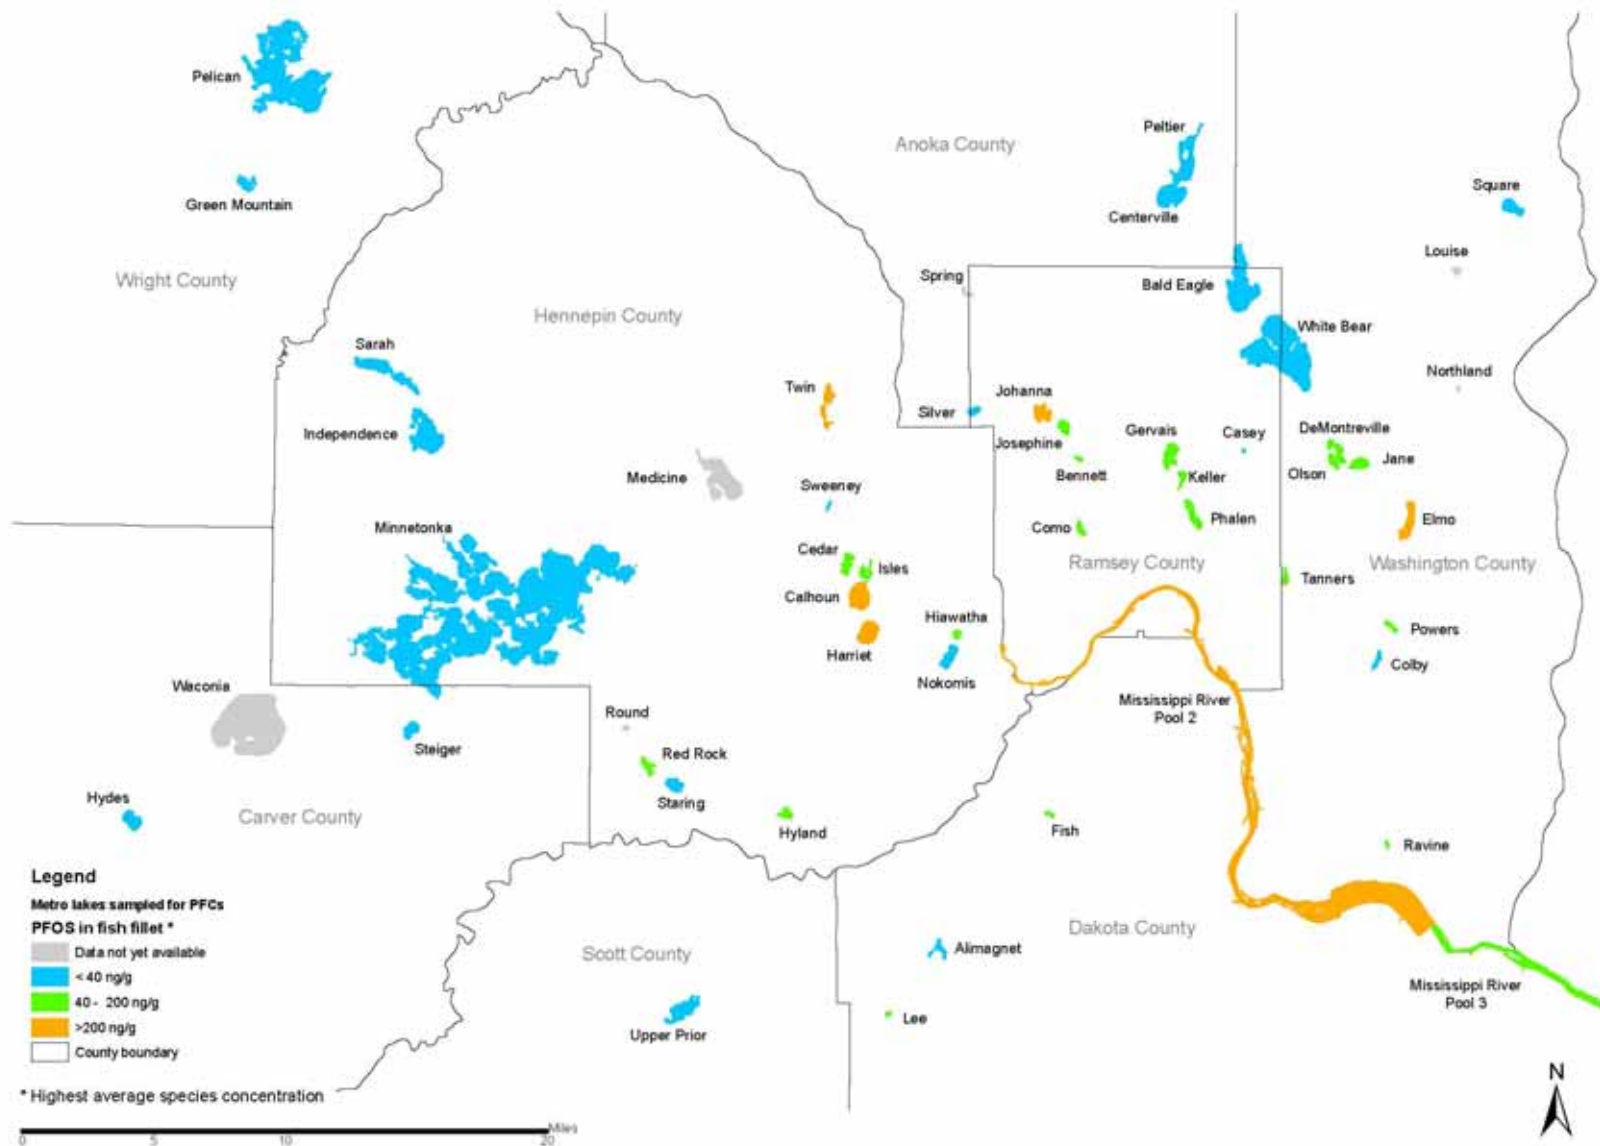 Pelican
Peltier
Anoka County
Square
Green Mountain
Centerville
Louise
Wright County
Spring
Bald Eagle
Hennepin County
White Bear
Sarah
Northland
Twin
Johanna
Silver
Independence
Josephine
Gervais
Casey
DeMontreville
Jane
Medicine
Sweeney
Bennett
Keller
Olson
Minnetonka
Como
Phalen
Elmo
Cedar
Isles
Ramsey County
Washington County
Tanners
Calhoun
Hiawatha
Powers
Harriet
Nokomis
Colby
Waconia
Round
Mississippi River
Pool 2
Steiger
Red Rock
Staring
Hydes
Carver County
Hyland
Fish
Ravine
Legend
Metro lakes sampled for PFCs
PFOS in fish fillet *
Data not yet available
< 40 ng/g
40 - 200 ng/g
>200 ng/g
County boundary
* Highest average species concentration
Scott County
Alimagnet
Dakota County
Mississippi River
Pool 3
Lee
Upper Prior
N
Miles
0 5 10 20